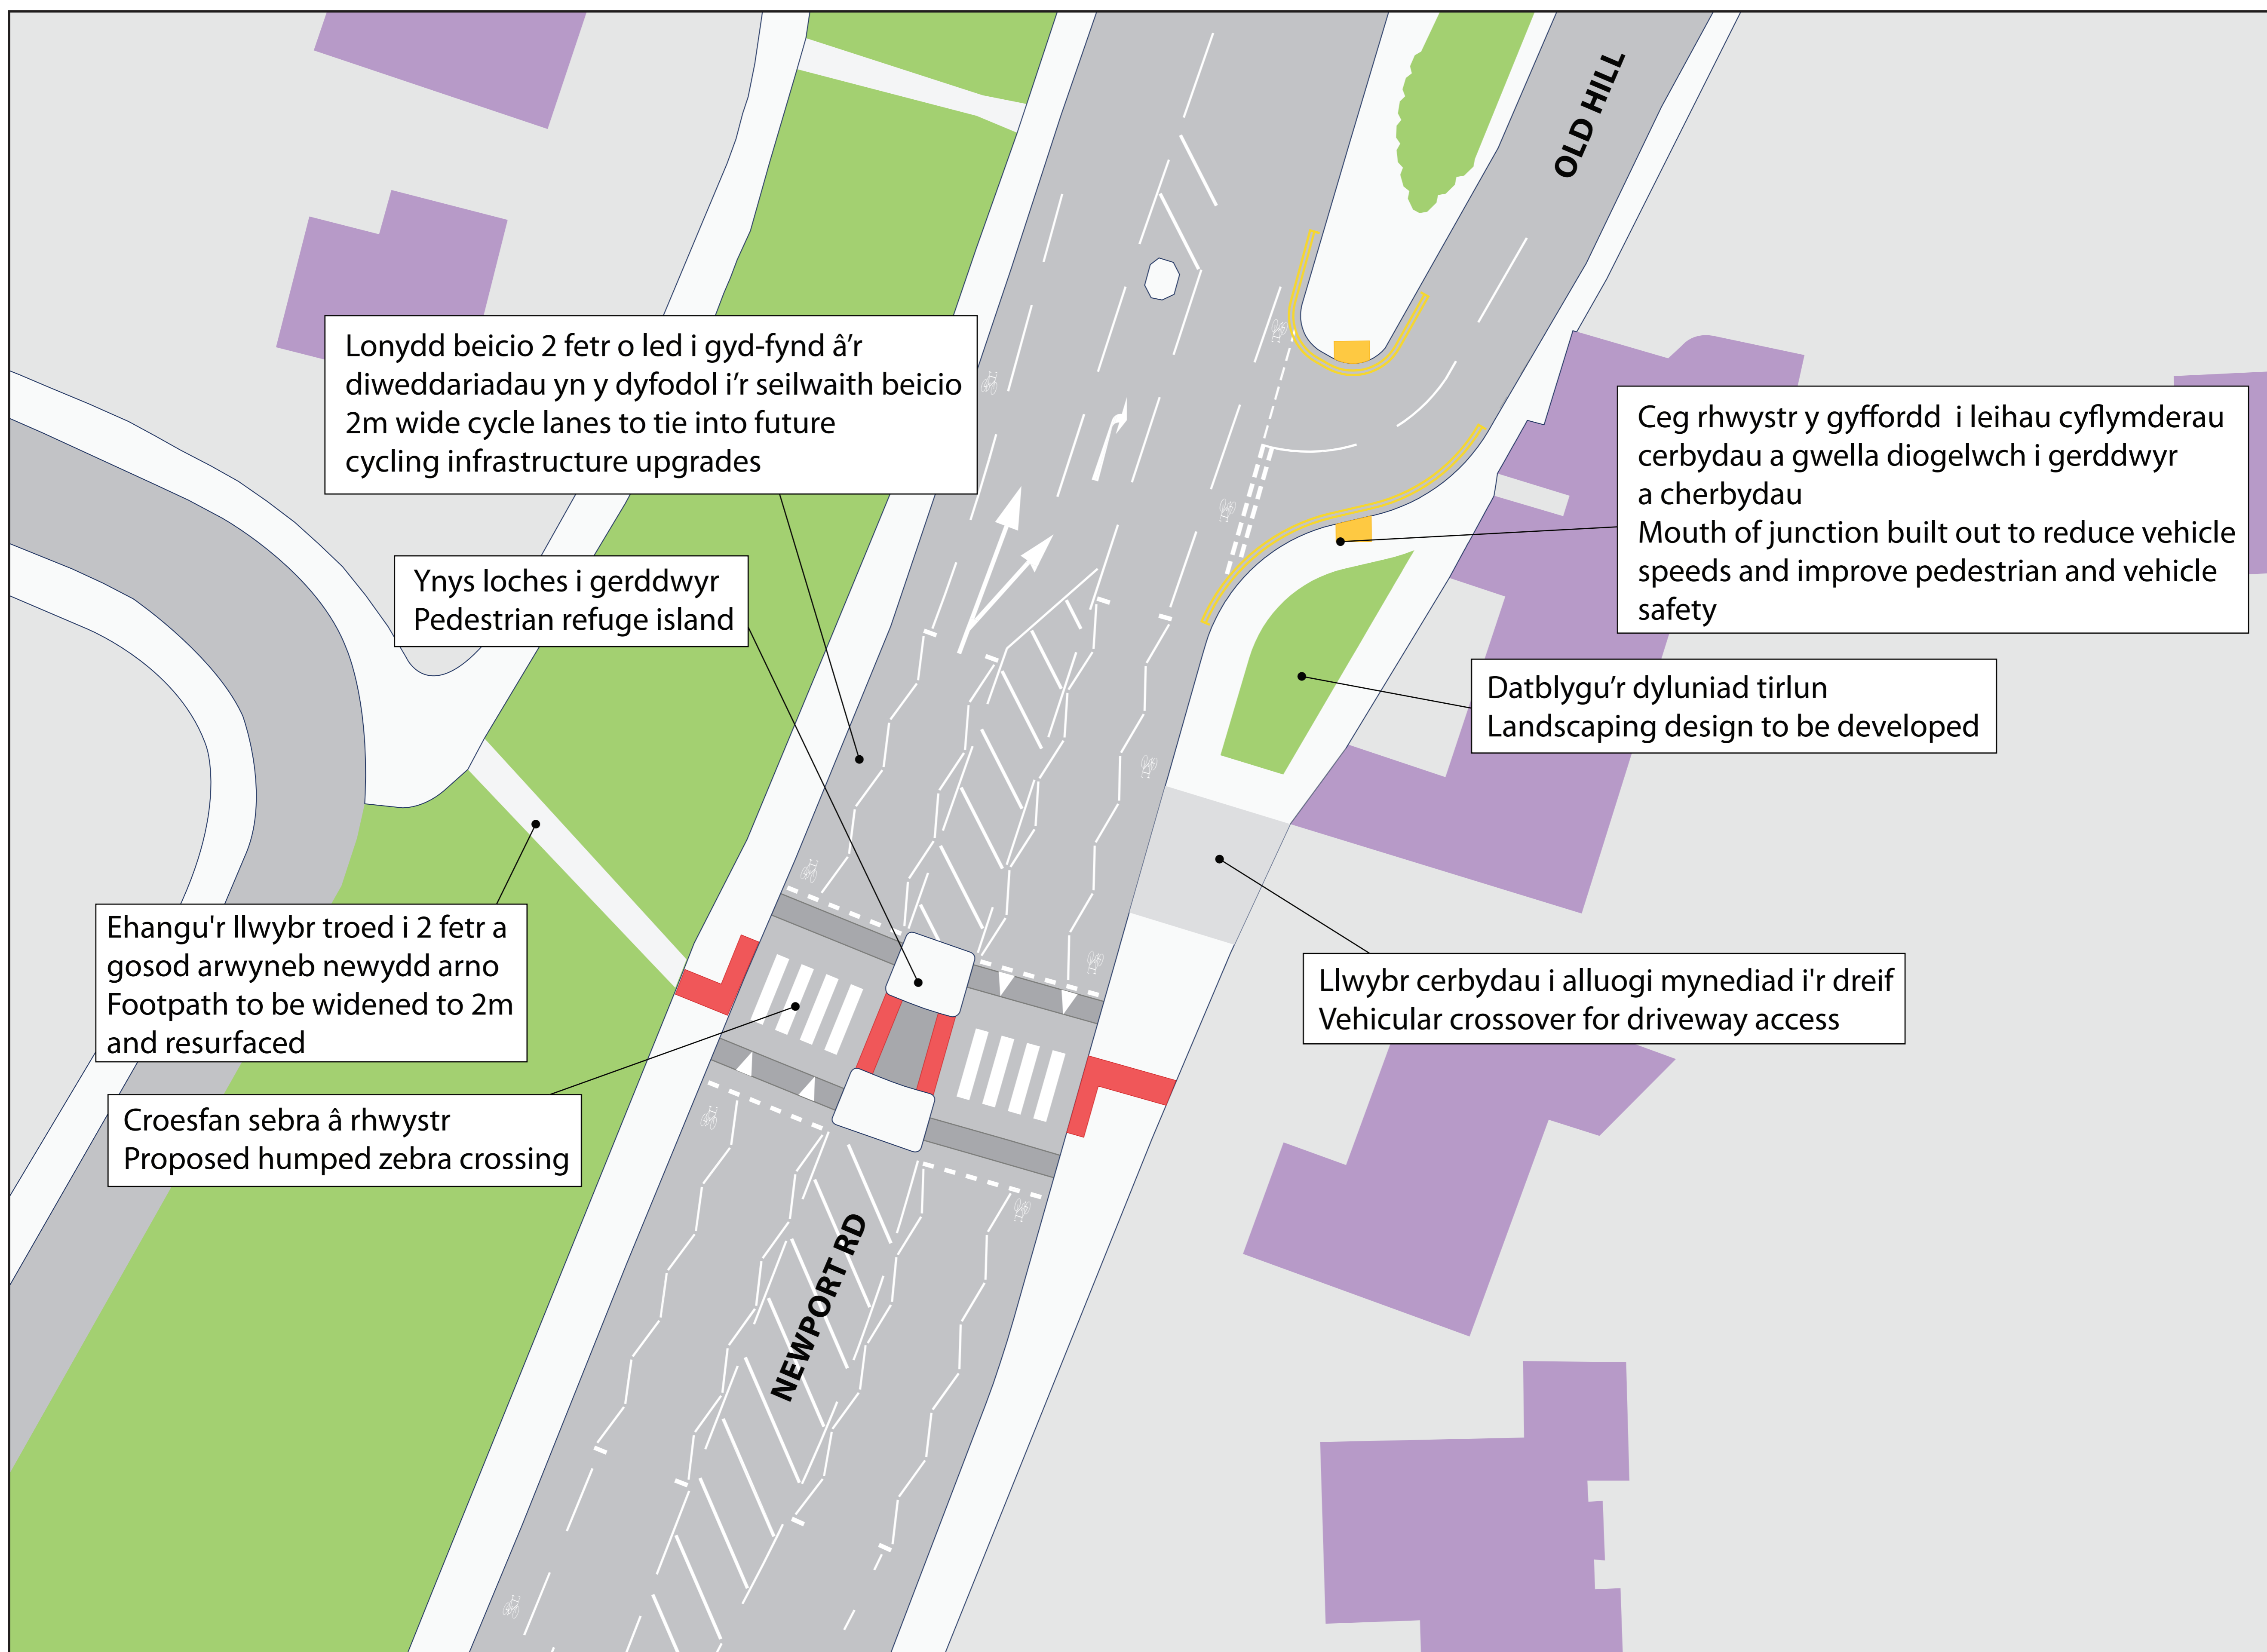 OLD HILL
Lonydd beicio 2 fetr o led i gyd-fynd â’r
diweddariadau yn y dyfodol i’r seilwaith beicio
2m wide cycle lanes to tie into future
cycling infrastructure upgrades
Ceg rhwystr y gyffordd i leihau cyflymderau
cerbydau a gwella diogelwch i gerddwyr
a cherbydau
Mouth of junction built out to reduce vehicle
speeds and improve pedestrian and vehicle
safety
Ynys loches i gerddwyr
Pedestrian refuge island
Datblygu’r dyluniad tirlun
Landscaping design to be developed
Ehangu'r llwybr troed i 2 fetr a
gosod arwyneb newydd arno
Footpath to be widened to 2m
and resurfaced
Llwybr cerbydau i alluogi mynediad i'r dreif
Vehicular crossover for driveway access
Croesfan sebra â rhwystr
Proposed humped zebra crossing
NEWPORT RD